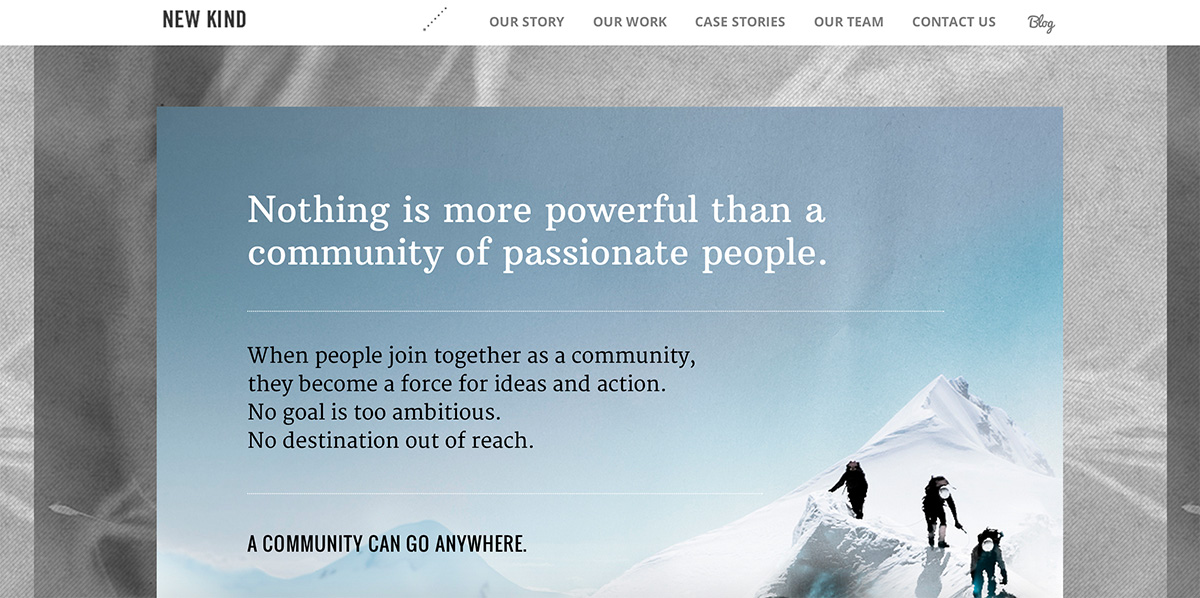 NEW KIND
OUR STORY OUR WORK CASE STORIES OUR TEAM CONTACT US Blog
Nothing is more powerful than a
community of passionate people.
When people join together as a community,
they become a force for ideas and action.
No goal is too ambitious.
No destination out of reach.
A COMMUNITY CAN GO ANYWHERE.